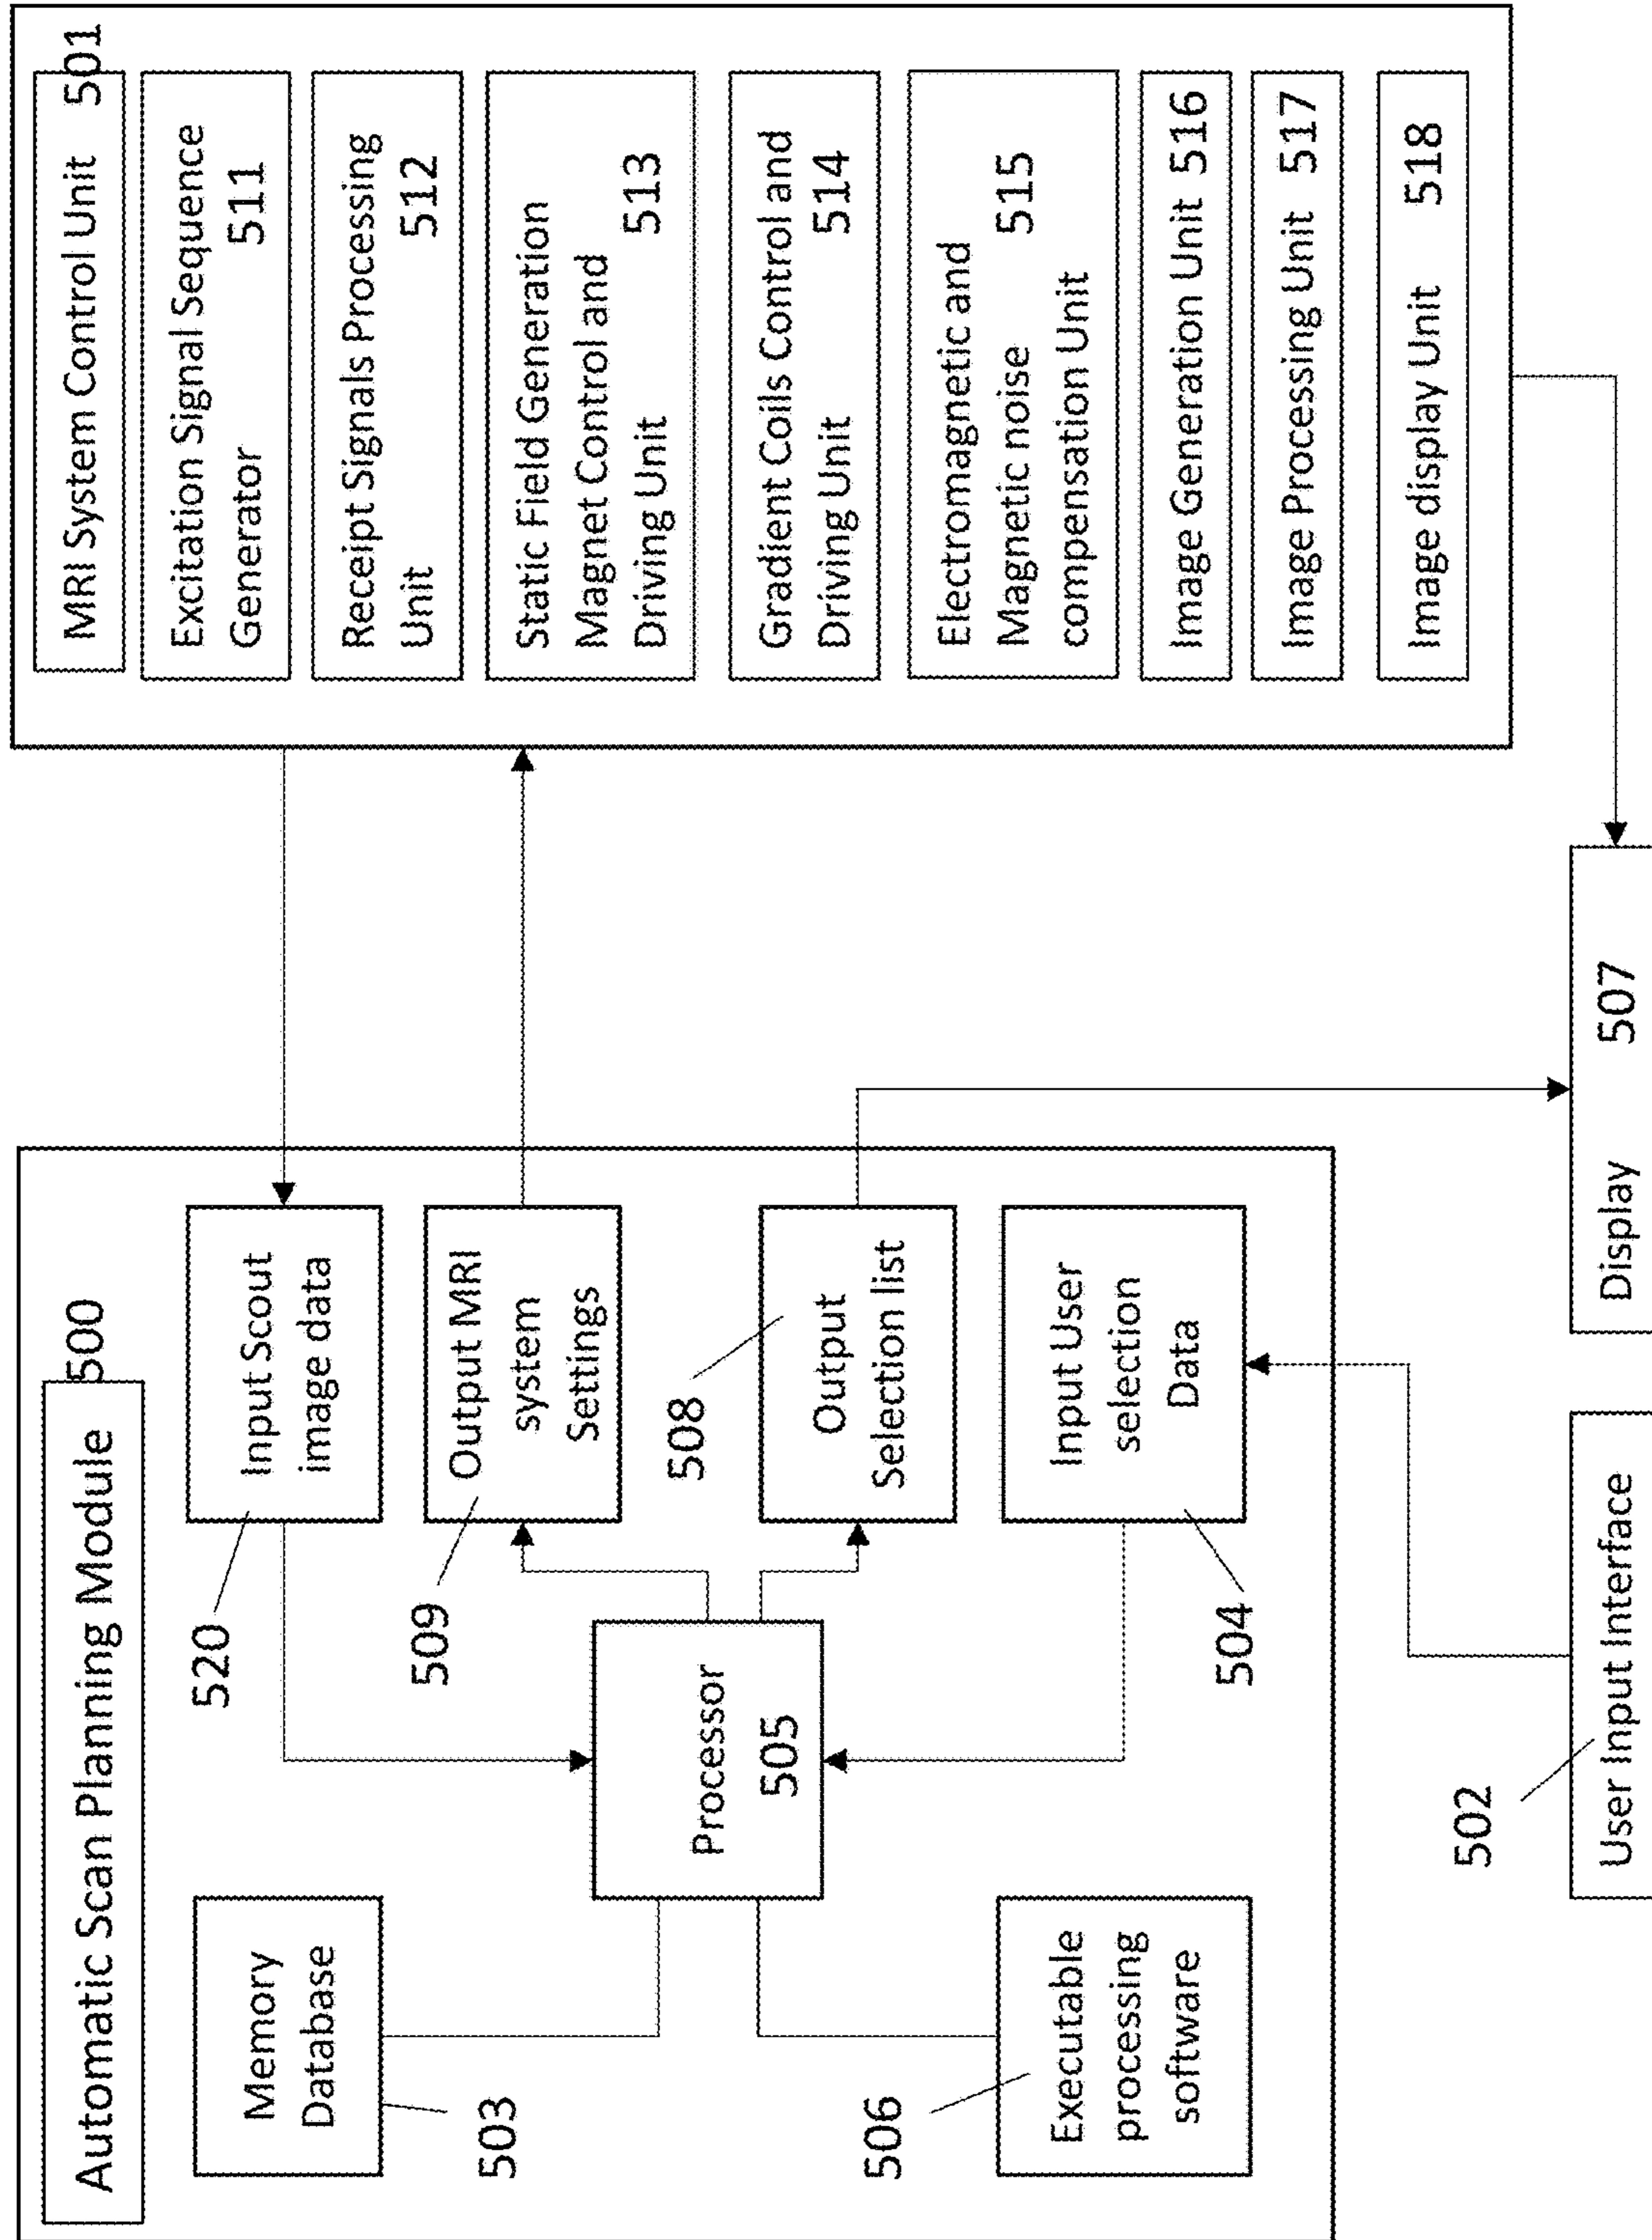 Automatic Scan Planning Module 500
Memory
Database
503
Executable
processing
software
506
Processor
505
520
Input Scout
image data
509
Output MRI
system
Settings
508
Output
Selection list
Input User
selection
Data
504
502
User Input Interface
Display 507
MRI System Control Unit 501
Excitation Signal Sequence
Generator 511
Receipt Signals Processing
Unit 512
Static Field Generation
Magnet Control and
Driving Unit 513
Gradient Coils Control and
Driving Unit 514
Electromagnetic and
Magnetic noise 515
compensation Unit
Image Generation Unit 516
Image Processing Unit 517
Image display Unit 518